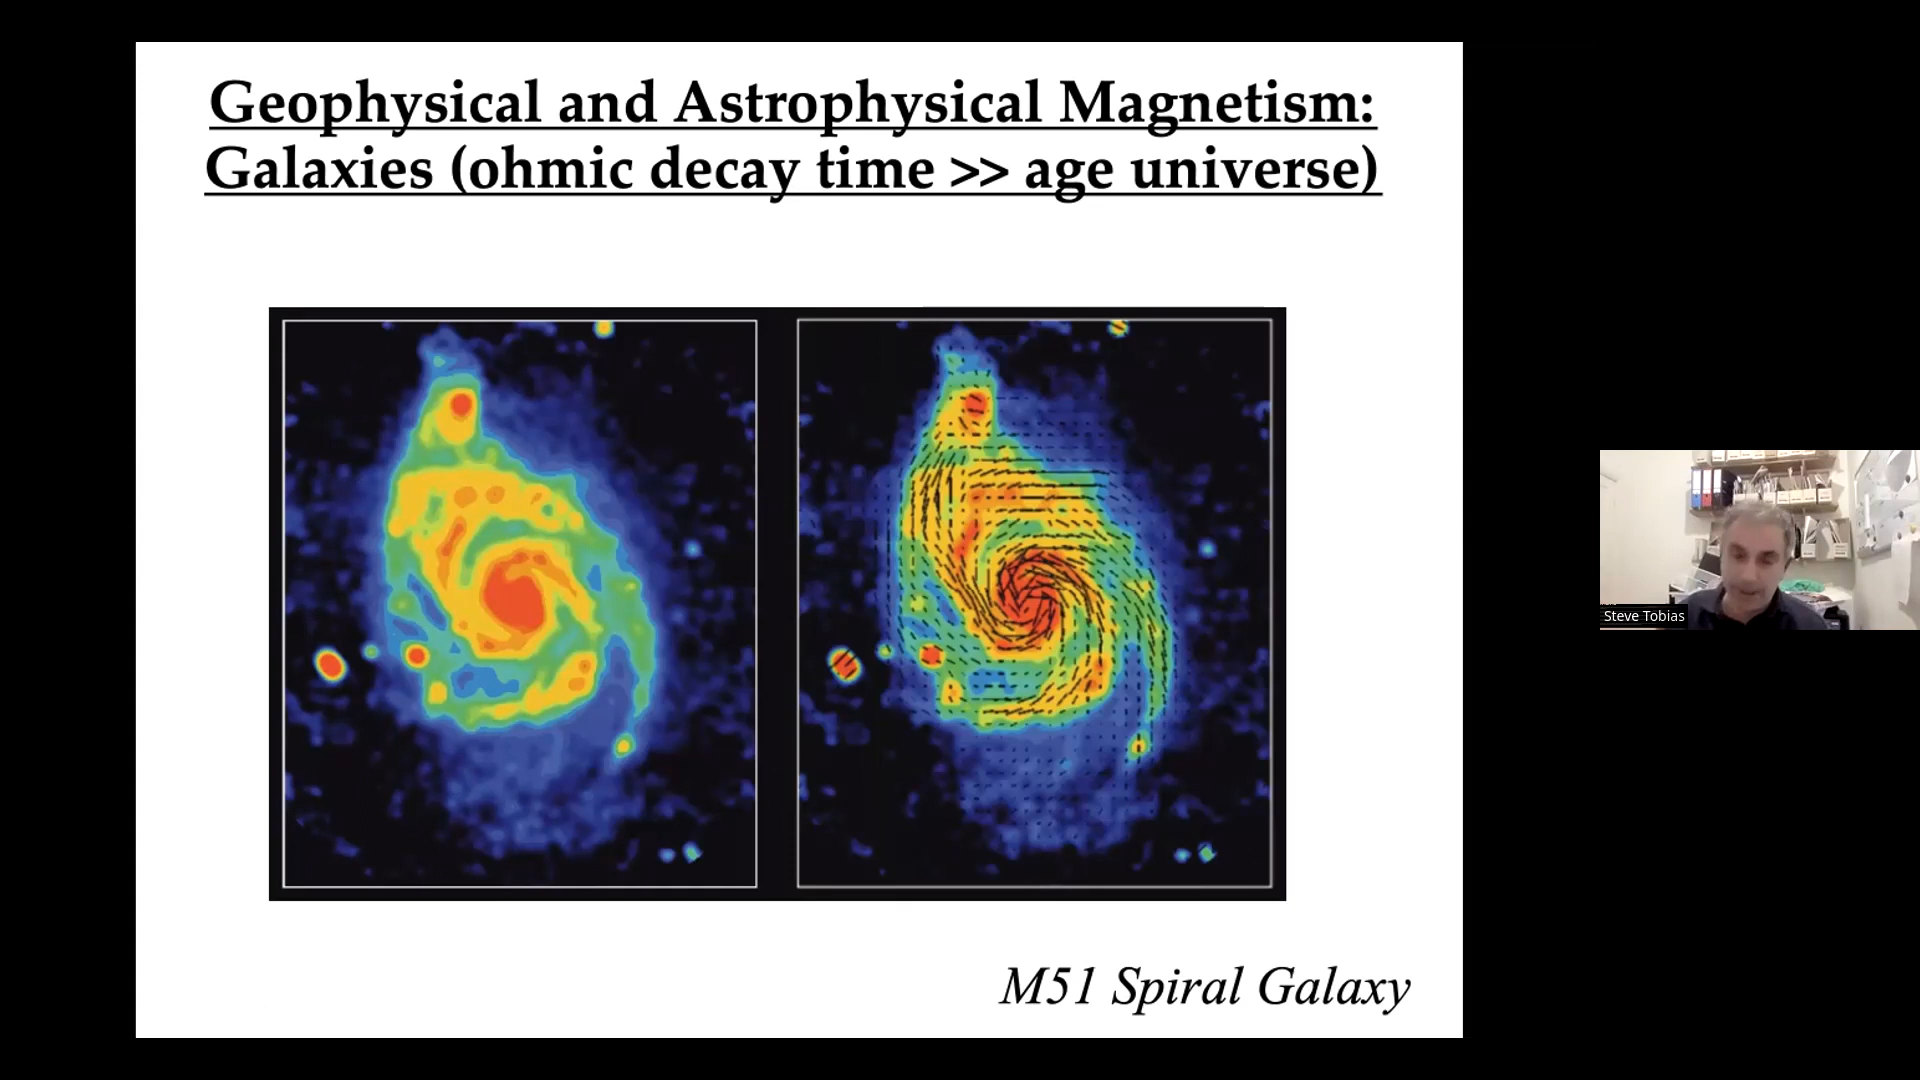 Geophysical and Astrophysical Magnetism:
Galaxies (ohmic decay time >> age universe)
M51 Spiral Galaxy
Steve Tobias